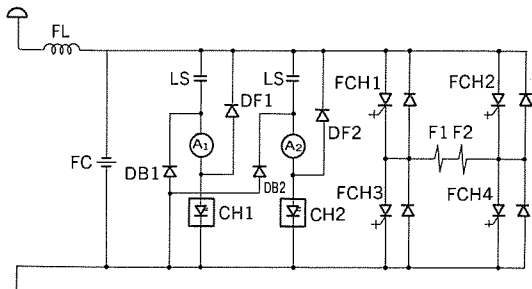 FL
LS
DF1
LS
DF2
FCH1
FCH2
A1
A2
F1 F2
FC
DB1
DB2
FCH3
FCH4
CH1
CH2